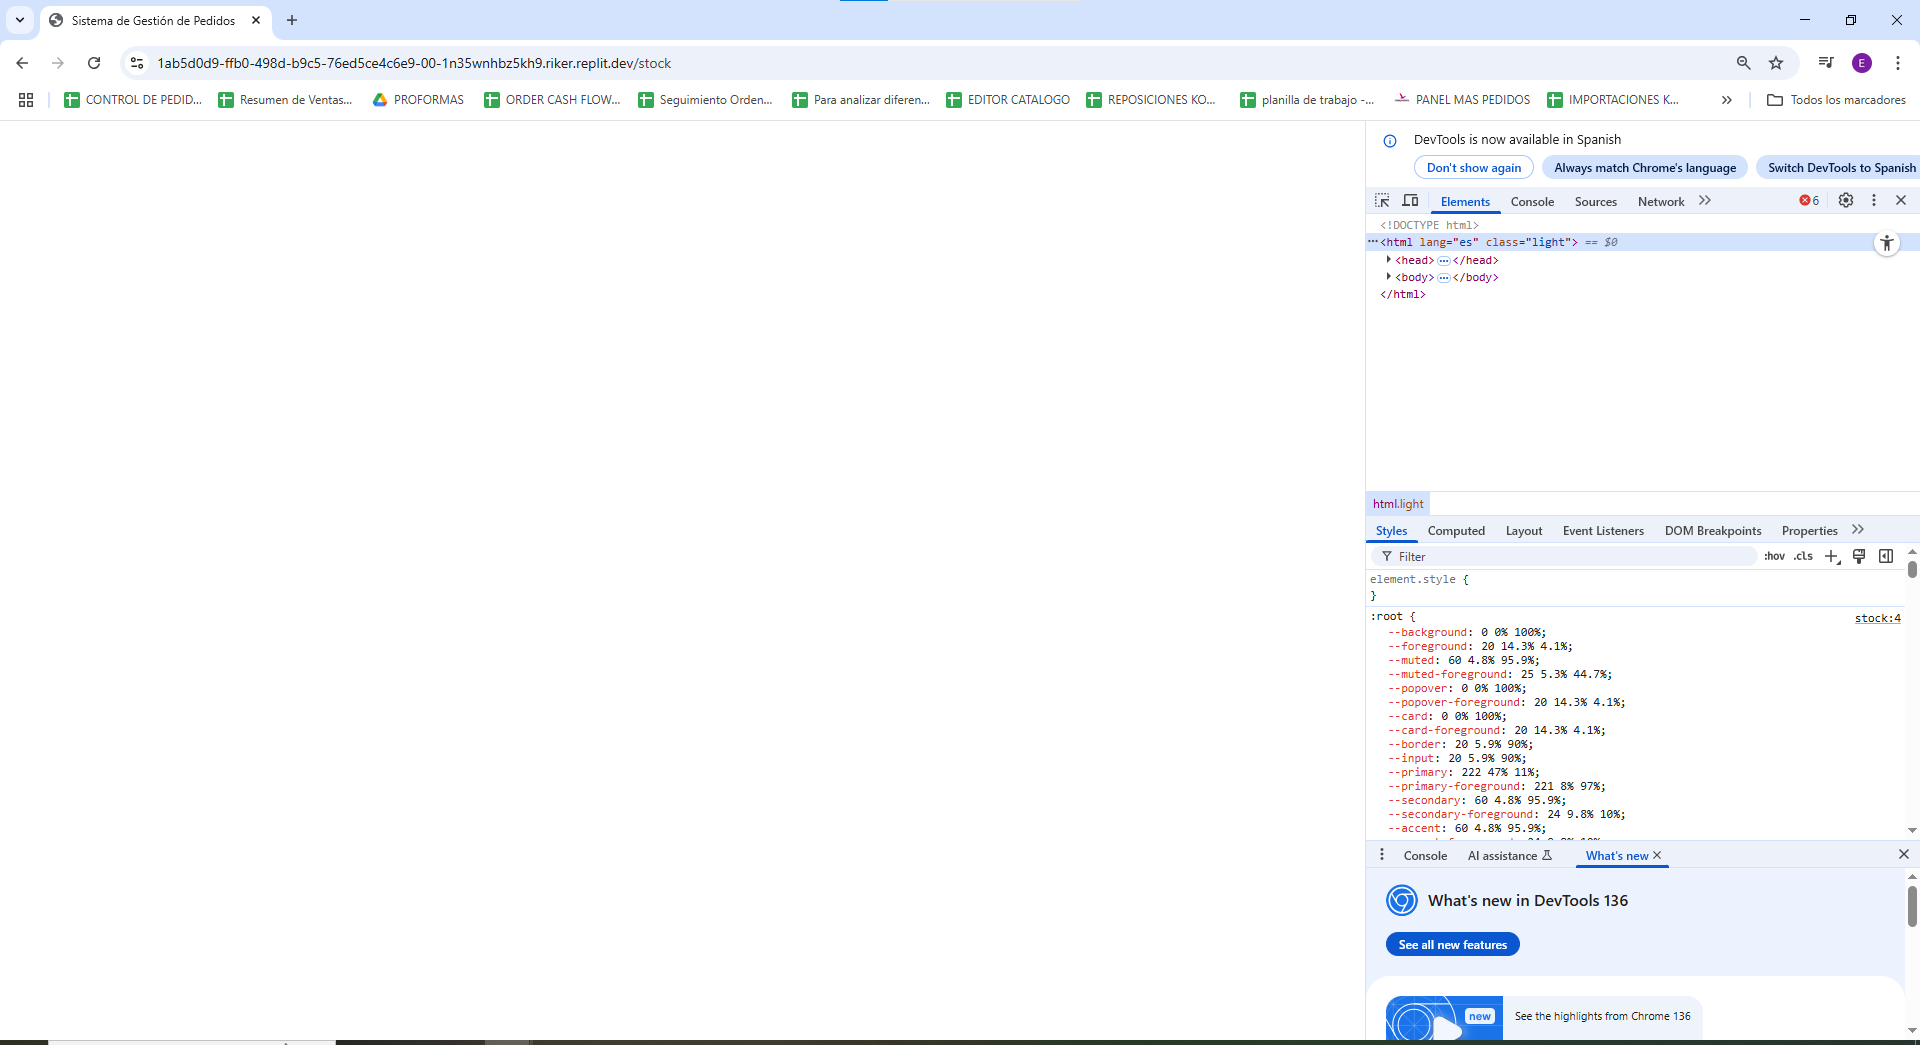 Sistema de Gestión de Pedidos
1ab5d0d9-ffb0-498d-b9c5-76ed5ce4c6e9-00-1n35wnhbz5kh9.riker.replit.dev/stock
E
CONTROL DE PEDID...
Resumen de Ventas...
PROFORMAS
ORDER CASH FLOW...
Seguimiento Orden...
Para analizar diferen...
EDITOR CATALOGO
REPOSICIONES KO...
planilla de trabajo -...
PANEL MAS PEDIDOS
IMPORTACIONES K...
Todos los marcadores
DevTools is now available in Spanish
Don't show again
Always match Chrome's language
Switch DevTools to Spanish
Elements Console Sources Network 6
<!DOCTYPE html>
<html lang="es" class="light"> == $0
<head> </head>
<body> </body>
</html>
html.light
Styles Computed Layout Event Listeners DOM Breakpoints Properties
Filter :hov .cls
element.style {
}
:root { stock:4
--background: 0 0% 100%;
--foreground: 20 14.3% 4.1%;
--muted: 60 4.8% 95.9%;
--muted-foreground: 25 5.3% 44.7%;
--popover: 0 0% 100%;
--popover-foreground: 20 14.3% 4.1%;
--card: 0 0% 100%;
--card-foreground: 20 14.3% 4.1%;
--border: 20 5.9% 90%;
--input: 20 5.9% 90%;
--primary: 222 47% 11%;
--primary-foreground: 221 8% 97%;
--secondary: 60 4.8% 95.9%;
--secondary-foreground: 24 9.8% 10%;
--accent: 60 4.8% 95.9%;
Console AI assistance What's new
What's new in DevTools 136
See all new features
new
See the highlights from Chrome 136